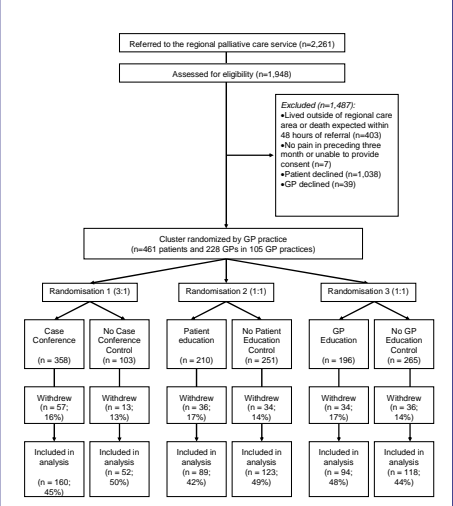 Referred to the regional palliative care service (n=2,261)
Assessed for eligibility (n=1,948)
Excluded (n=1,487):
•Lived outside of regional care
area or death expected within
48 hours of referral (n=403)
•No pain in preceding three
month or unable to provide
consent (n=7)
•Patient declined (n=1,038)
•GP declined (n=39)
Cluster randomized by GP practice
(n=461 patients and 228 GPs in 105 GP practices)
Randomisation 1 (3:1)
Randomisation 2 (1:1)
Randomisation 3 (1:1)
Case
Conference
(n = 358)
No Case
Conference
Control
(n = 103)
Patient
education
(n = 210)
No Patient
Education
Control
(n = 251)
GP
Education
(n = 196)
No GP
Education
Control
(n = 265)
Withdrew
(n = 57;
16%)
Withdrew
(n = 13;
13%)
Withdrew
(n = 36;
17%)
Withdrew
(n = 34;
14%)
Withdrew
(n = 34;
17%)
Withdrew
(n = 36;
14%)
Included in
analysis
(n = 160;
45%)
Included in
analysis
(n = 52;
50%)
Included in
analysis
(n = 89;
42%)
Included in
analysis
(n = 123;
49%)
Included in
analysis
(n = 94;
48%)
Included in
analysis
(n = 118;
44%)